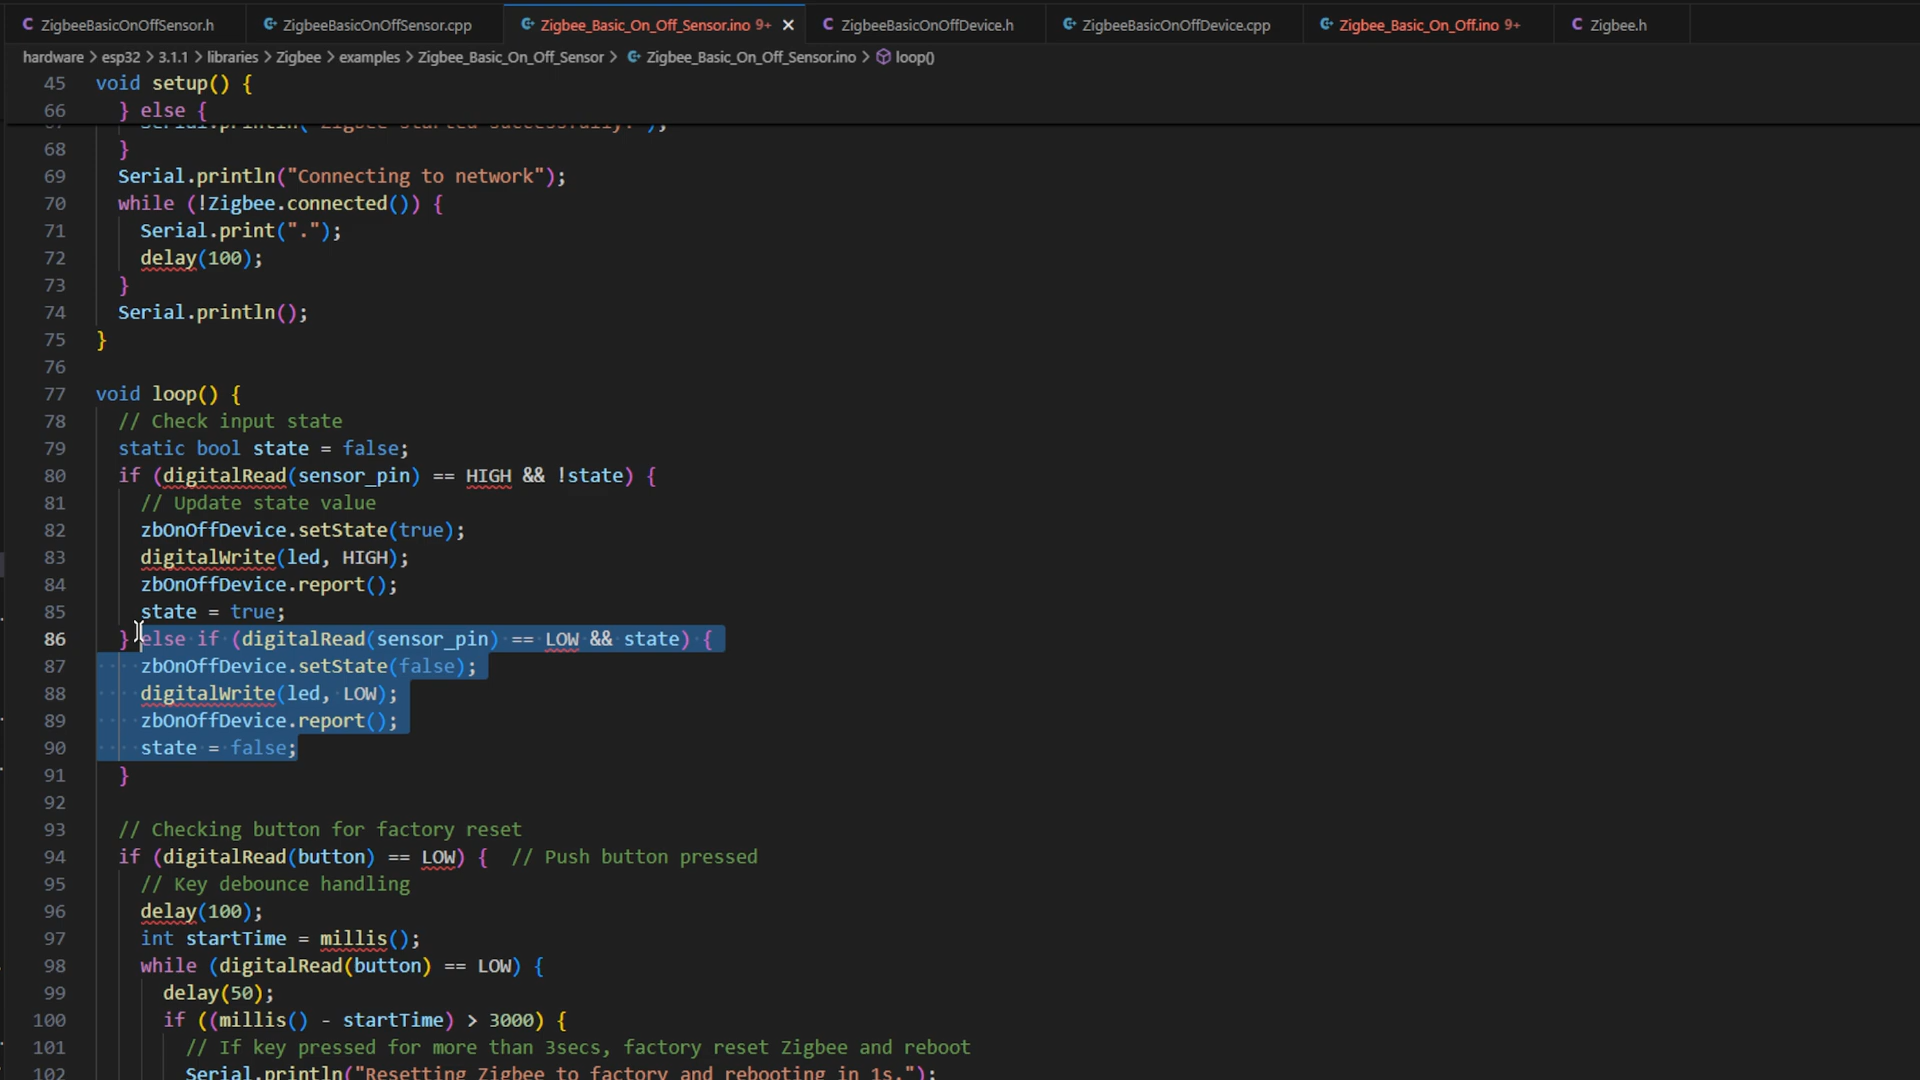 ZigbeeBasicOnOffSensor.h ZigbeeBasicOnOffSensor.cpp Zigbee_Basic_On_Off_Sensor.ino 9+ ZigbeeBasicOnOffDevice.h ZigbeeBasicOnOffDevice.cpp Zigbee_Basic_On_Off.ino 9+ Zigbee.h
hardware > esp32 > 3.1.1 > libraries > Zigbee > examples > Zigbee_Basic_On_Off_Sensor > Zigbee_Basic_On_Off_Sensor.ino > loop()
45 void setup() {
66 } else {
67 Serial.println("Zigbee started successfully!");
68 }
69 Serial.println("Connecting to network");
70 while (!Zigbee.connected()) {
71 Serial.print(".");
72 delay(100);
73 }
74 Serial.println();
75 }
76
77 void loop() {
78 // Check input state
79 static bool state = false;
80 if (digitalRead(sensor_pin) == HIGH && !state) {
81 // Update state value
82 zbOnOffDevice.setState(true);
83 digitalWrite(led, HIGH);
84 zbOnOffDevice.report();
85 state = true;
86 } else if (digitalRead(sensor_pin) == LOW && state) {
87 zbOnOffDevice.setState(false);
88 digitalWrite(led, LOW);
89 zbOnOffDevice.report();
90 state = false;
91 }
92
93 // Checking button for factory reset
94 if (digitalRead(button) == LOW) { // Push button pressed
95 // Key debounce handling
96 delay(100);
97 int startTime = millis();
98 while (digitalRead(button) == LOW) {
99 delay(50);
100 if ((millis() - startTime) > 3000) {
101 // If key pressed for more than 3secs, factory reset Zigbee and reboot
102 Serial.println("Resetting Zigbee to factory and rebooting in 1s.");